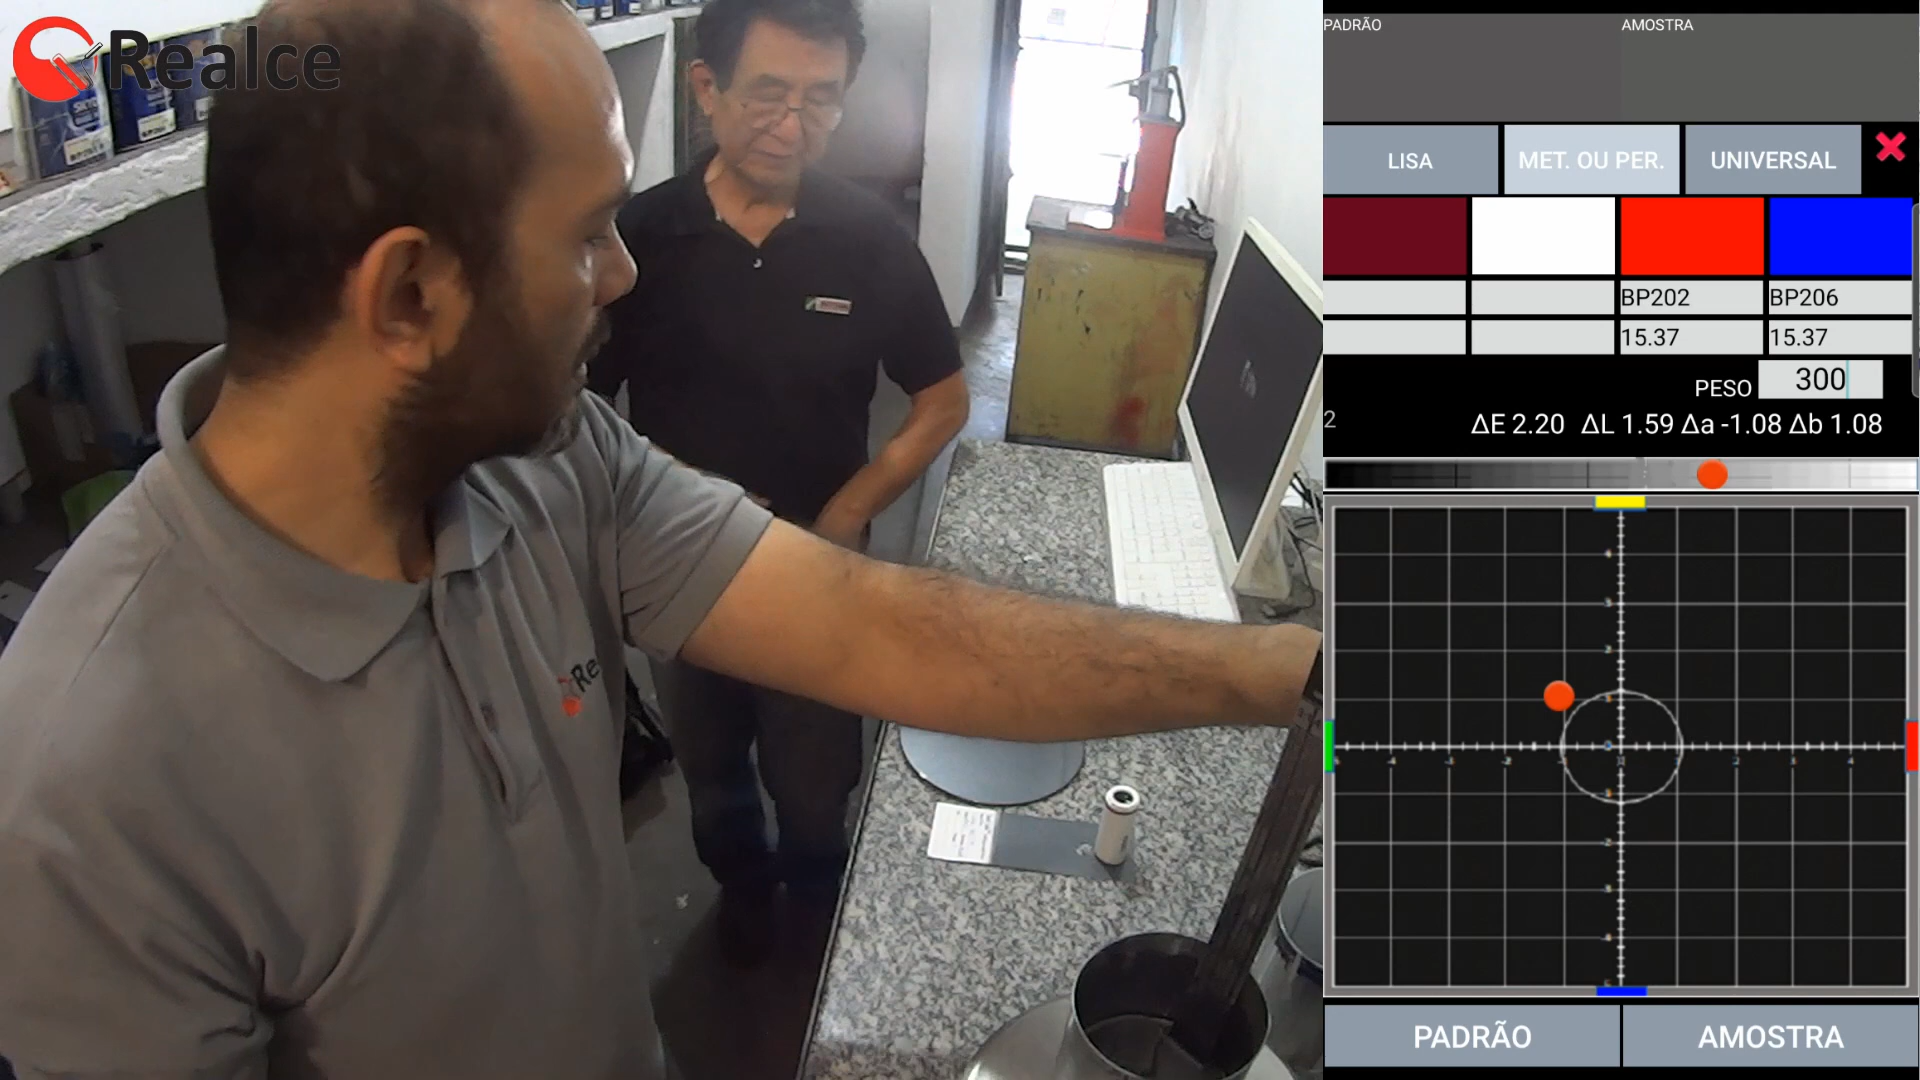 Realce
PADRÃO
AMOSTRA
LISA
MET. OU PER.
UNIVERSAL
BP202
BP206
15.37
15.37
PESO 300
2
ΔE 2.20 ΔL 1.59 Δa -1.08 Δb 1.08
Re
PADRÃO
AMOSTRA